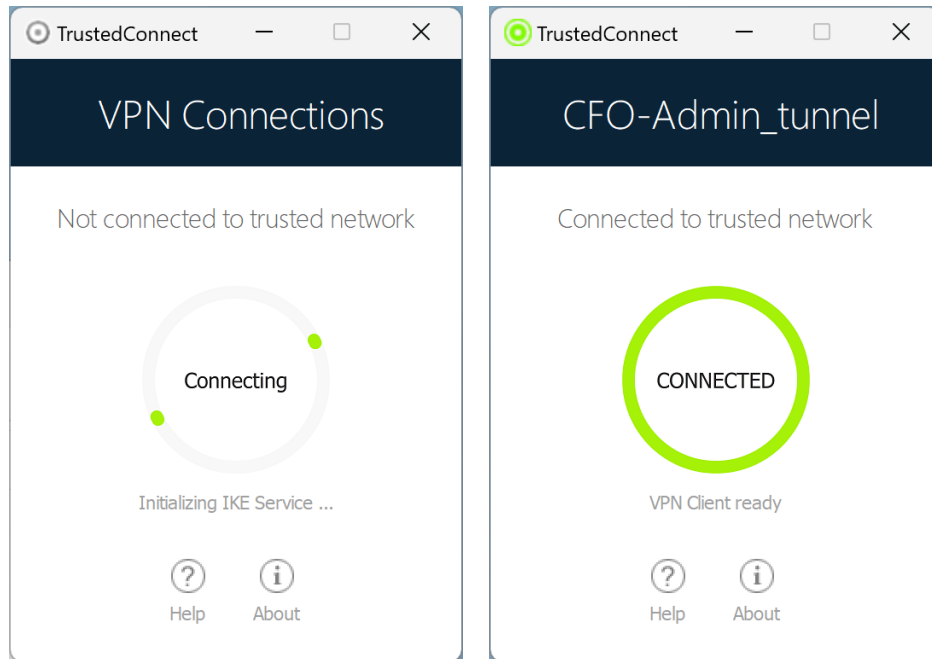 TrustedConnect
VPN Connections
Not connected to trusted network
Connecting
Initializing IKE Service ...
Help About
TrustedConnect
CFO-Admin_tunnel
Connected to trusted network
CONNECTED
VPN Client ready
Help About